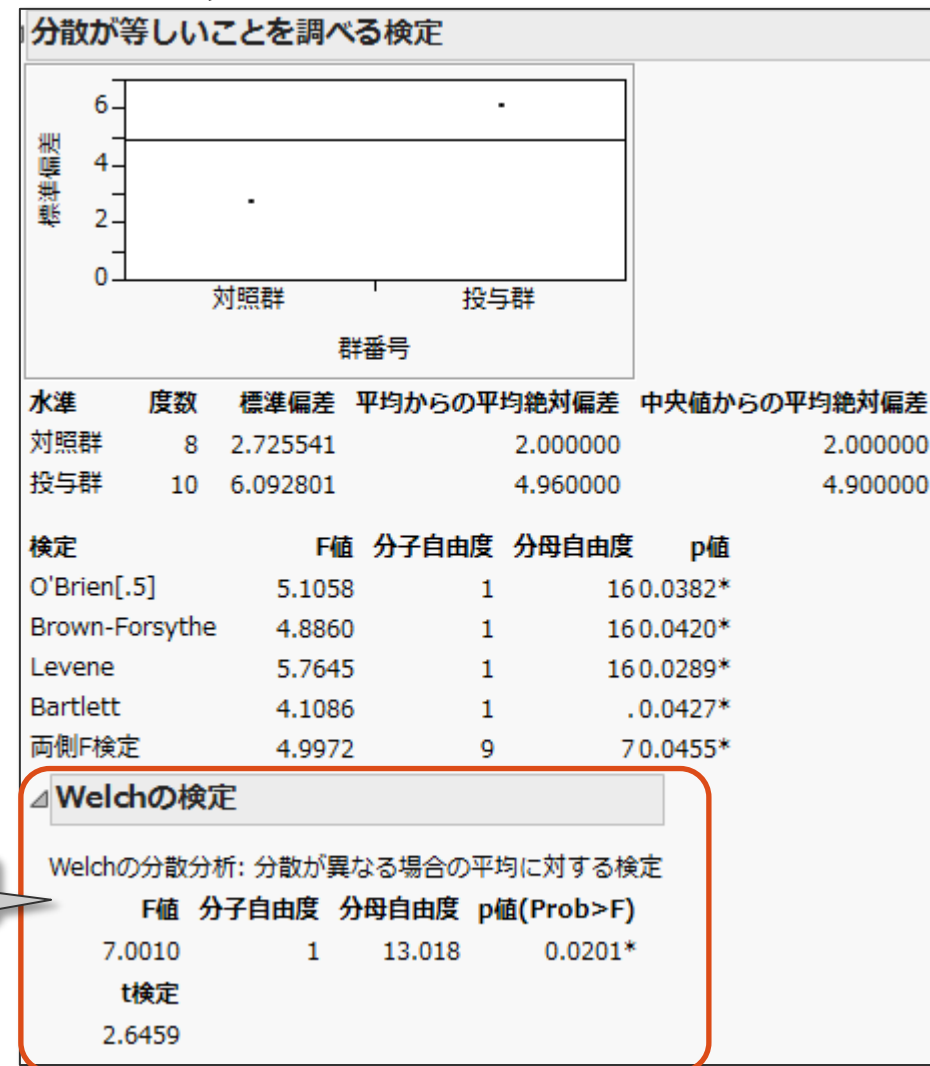 分散が等しいことを調べる検定
6
4
2
0
標準偏差
対照群 投与群
群番号
水準 度数 標準偏差 平均からの平均絶対偏差 中央値からの平均絶対偏差
対照群 8 2.725541 2.000000 2.000000
投与群 10 6.092801 4.960000 4.900000
検定 F値 分子自由度 分母自由度 p値
O'Brien[.5] 5.1058 1 16 0.0382*
Brown-Forsythe 4.8860 1 16 0.0420*
Levene 5.7645 1 16 0.0289*
Bartlett 4.1086 1 . 0.0427*
両側F検定 4.9972 9 7 0.0455*
Welchの検定
Welchの分散分析: 分散が異なる場合の平均に対する検定
F値 分子自由度 分母自由度 p値(Prob>F)
7.0010 1 13.018 0.0201*
t検定
2.6459